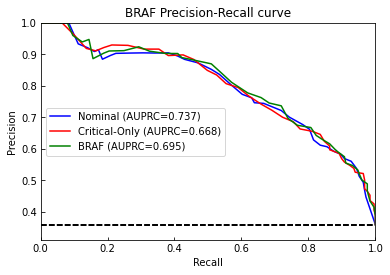 BRAF Precision-Recall curve
1.0
0.9
0.8
0.7
0.6
0.5
0.4
Precision
Nominal (AUPRC=0.737)
Critical-Only (AUPRC=0.668)
BRAF (AUPRC=0.695)
0.0 0.2 0.4 0.6 0.8 1.0
Recall